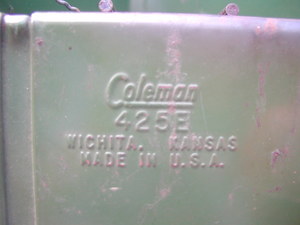 Coleman
425E
WICHITA, KANSAS
MADE IN U.S.A.